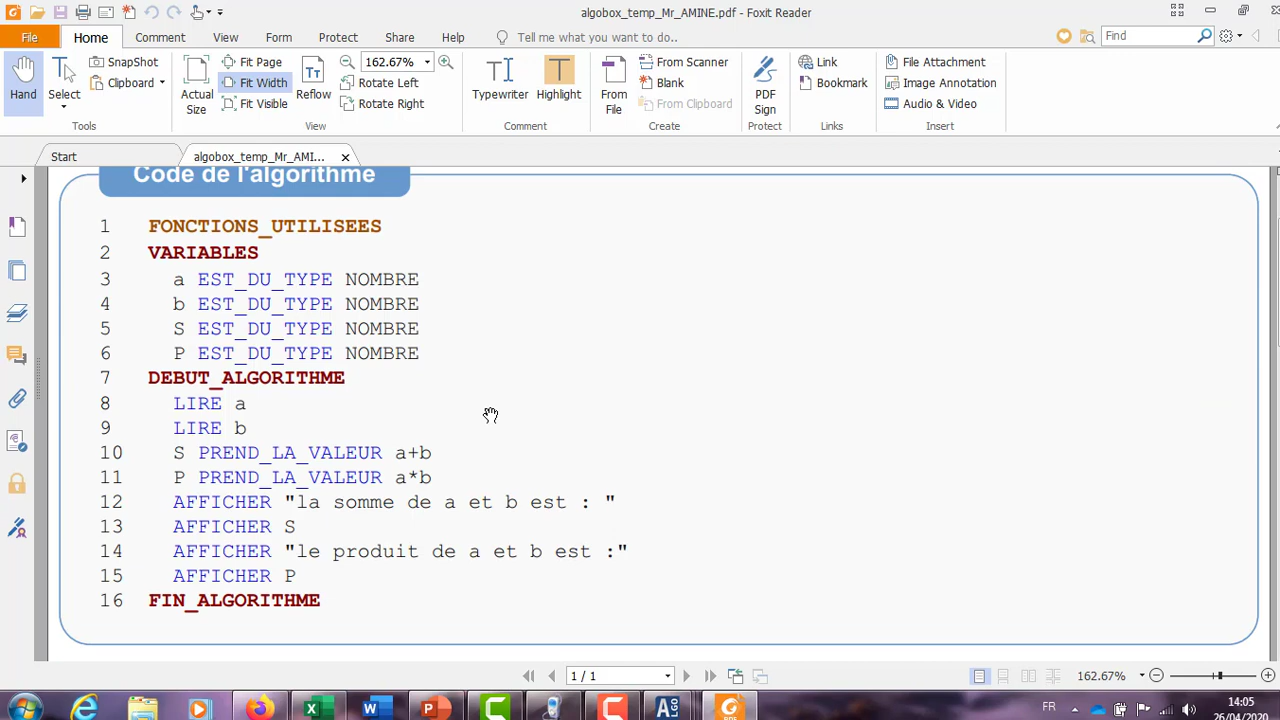 algobox_temp_Mr_AMINE.pdf - Foxit Reader
File Home Comment View Form Protect Share Help Tell me what you want to do.. Find
Hand
Select
SnapShot
Clipboard
Tools
Actual Size
Fit Page
Fit Width
Fit Visible
Reflow
162.67%
Rotate Left
Rotate Right
View
Typewriter
Highlight
Comment
From File
From Scanner
Blank
From Clipboard
Create
PDF Sign
Protect
Link
Bookmark
Links
File Attachment
Image Annotation
Audio & Video
Insert
Start algobox_temp_Mr_AMI...
Code de l'algorithme
1 FONCTIONS_UTILISEES
2 VARIABLES
3 a EST_DU_TYPE NOMBRE
4 b EST_DU_TYPE NOMBRE
5 S EST_DU_TYPE NOMBRE
6 P EST_DU_TYPE NOMBRE
7 DEBUT_ALGORITHME
8 LIRE a
9 LIRE b
10 S PREND_LA_VALEUR a+b
11 P PREND_LA_VALEUR a*b
12 AFFICHER "la somme de a et b est : "
13 AFFICHER S
14 AFFICHER "le produit de a et b est :"
15 AFFICHER P
16 FIN_ALGORITHME
1 / 1
162.67%
FR
14:05
26/04/2020